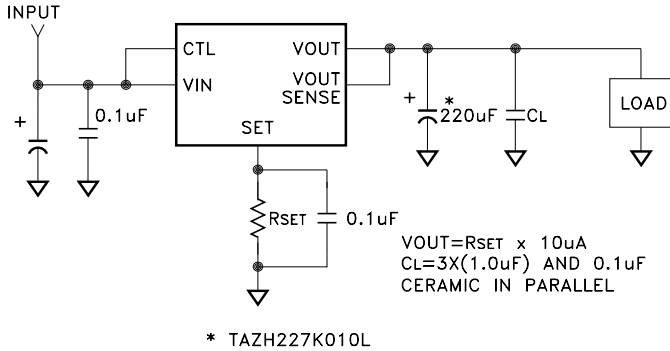 INPUT
CTL
VOUT
VIN
VOUT
SENSE
SET
+
0.1uF
+
*
220uF
CL
LOAD
RSET
0.1uF
VOUT=RSET x 10uA
CL=3X(1.0uF) AND 0.1uF
CERAMIC IN PARALLEL
* TAZH227K010L